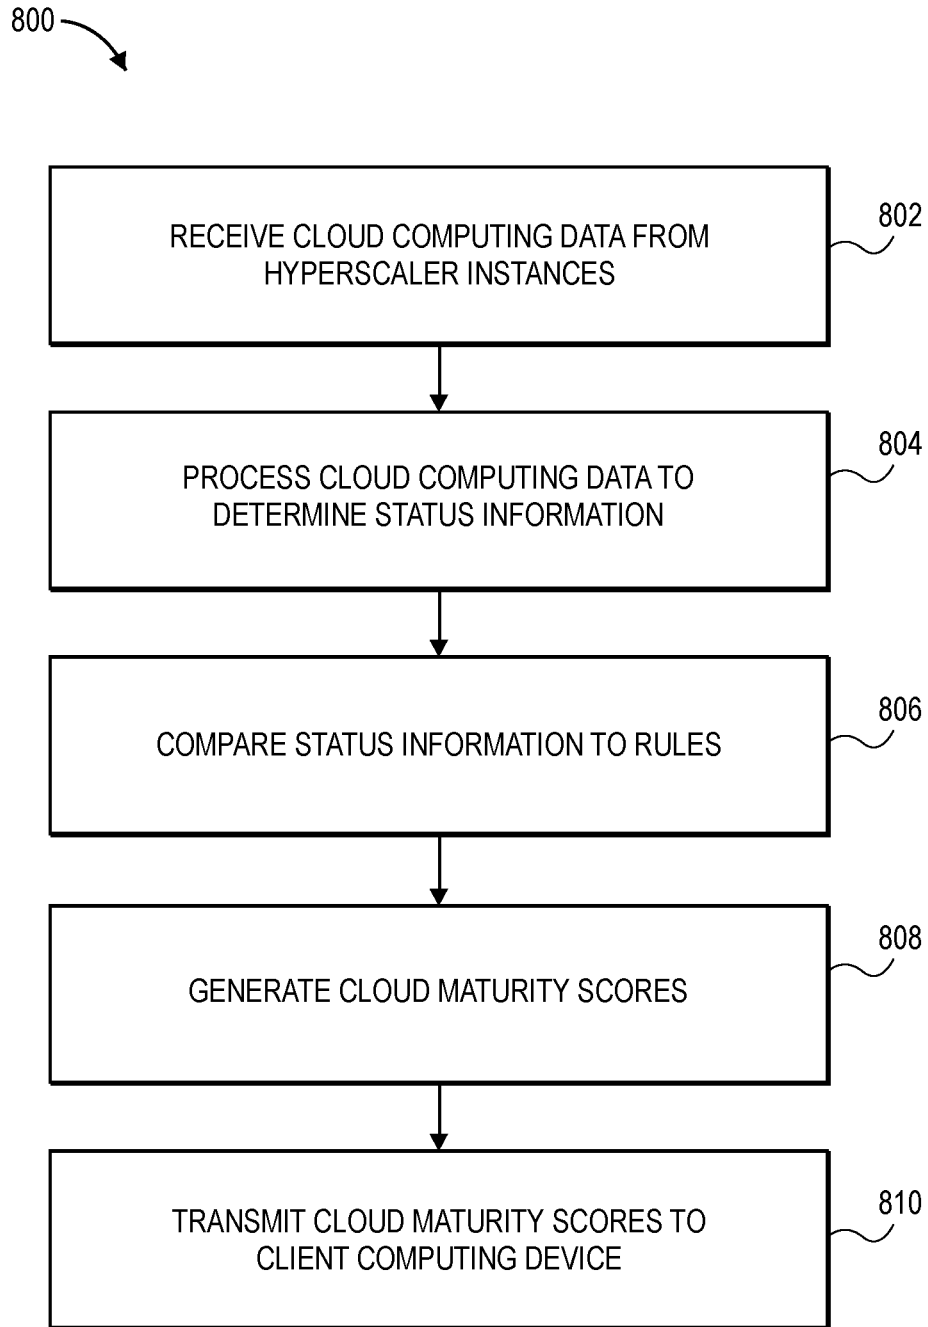 800
802
RECEIVE CLOUD COMPUTING DATA FROM
HYPERSCALER INSTANCES
804
PROCESS CLOUD COMPUTING DATA TO
DETERMINE STATUS INFORMATION
806
COMPARE STATUS INFORMATION TO RULES
808
GENERATE CLOUD MATURITY SCORES
810
TRANSMIT CLOUD MATURITY SCORES TO
CLIENT COMPUTING DEVICE